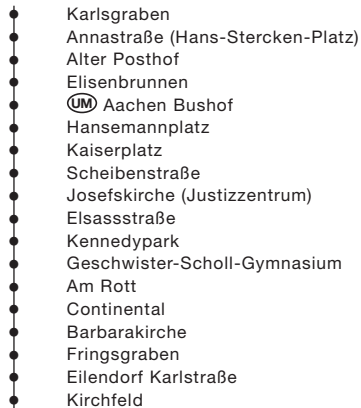 Karlsgraben
Annastraße (Hans-Stercken-Platz)
Alter Posthof
Elisenbrunnen
UM Aachen Bushof
Hansemannplatz
Kaiserplatz
Scheibenstraße
Josefskirche (Justizzentrum)
Elsassstraße
Kennedypark
Geschwister-Scholl-Gymnasium
Am Rott
Continental
Barbarakirche
Fringsgraben
Eilendorf Karlstraße
Kirchfeld